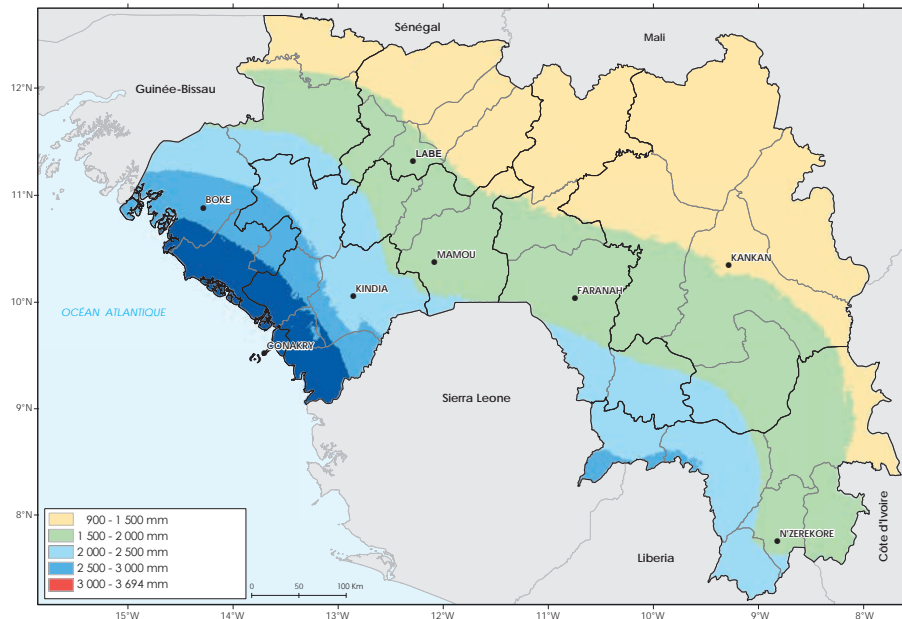 Sénégal
Mali
12°N
Guinée-Bissau
LABE
11°N
BOKE
MAMOU
KANKAN
KINDIA
FARANAH
10°N
OCÉAN ATLANTIQUE
CONAKRY
Sierra Leone
9°N
8°N
N'ZEREKORE
Côte d'Ivoire
Liberia
900 - 1 500 mm
1 500 - 2 000 mm
2 000 - 2 500 mm
2 500 - 3 000 mm
3 000 - 3 694 mm
0 50 100 Km
15°W 14°W 13°W 12°W 11°W 10°W 9°W 8°W